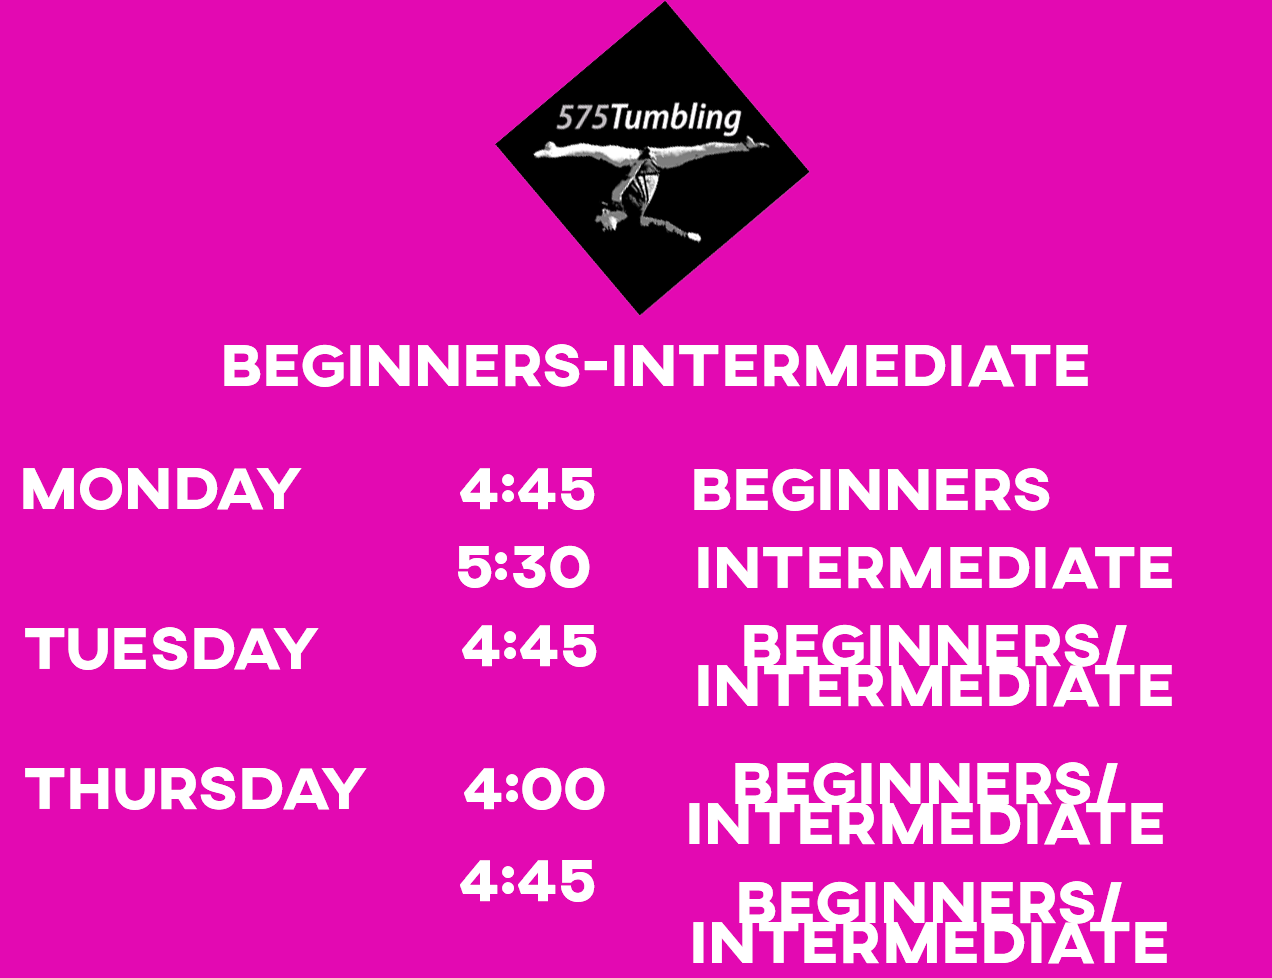 575Tumbling
BEGINNERS-INTERMEDIATE
MONDAY 4:45 BEGINNERS
5:30 INTERMEDIATE
TUESDAY 4:45 BEGINNERS/
INTERMEDIATE
THURSDAY 4:00 BEGINNERS/
INTERMEDIATE
4:45 BEGINNERS/
INTERMEDIATE